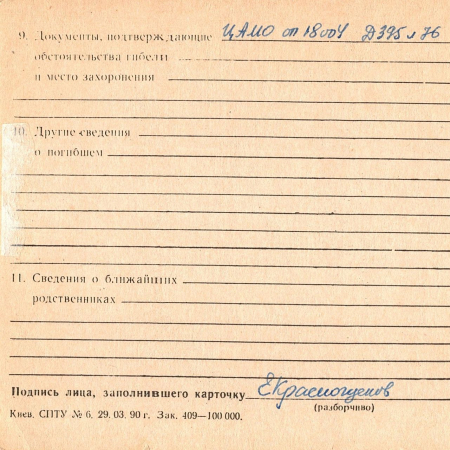 9. Документы, подтверждающие ЦАМО оп 18004 Д395 л 76
обстоятельства гибели
и место захоронения
10. Другие сведения
о погибшем
11. Сведения о ближайших
родственниках
Подпись лица, заполнившего карточку
(разборчиво)
Киев. СПТУ № 6. 29. 03. 90 г. Зак. 409—100 000.